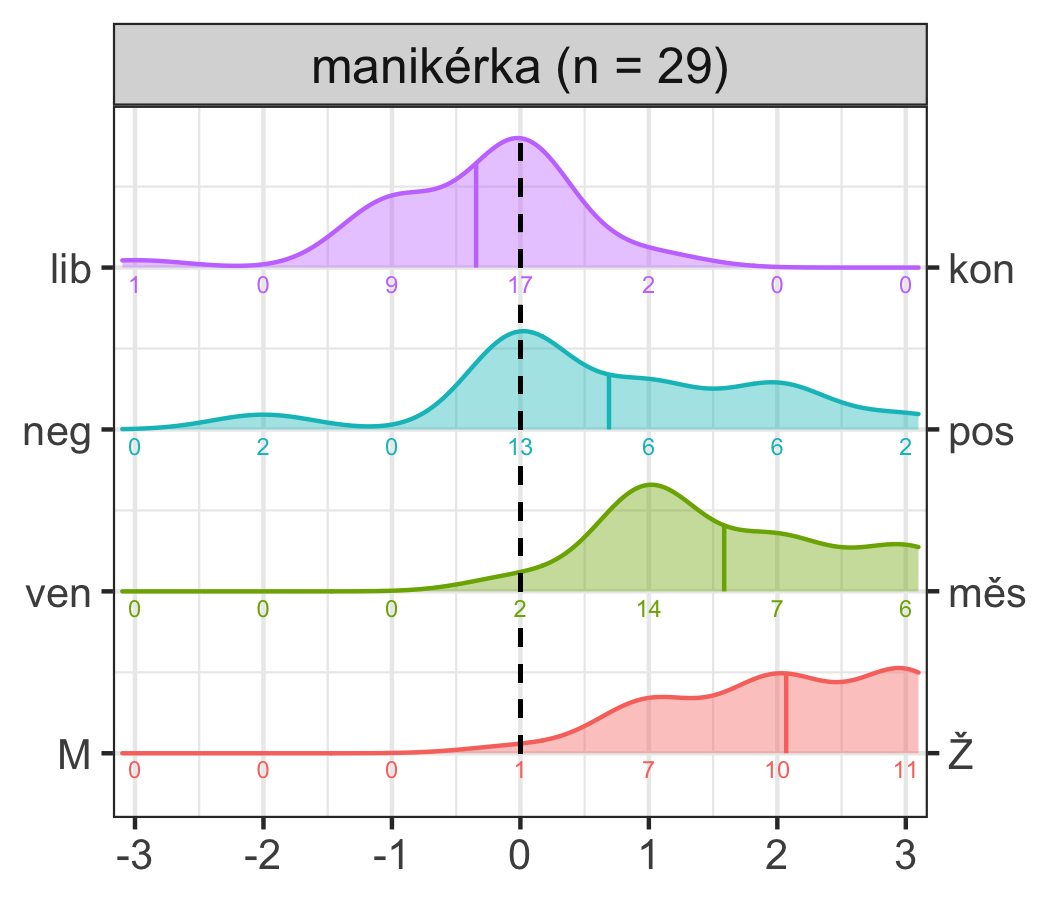 manikérka (n = 29)
lib kon
1 0 9 17 2 0 0
neg pos
0 2 0 13 6 6 2
ven měs
0 0 0 2 14 7 6
M Ž
0 0 0 1 7 10 11
-3 -2 -1 0 1 2 3